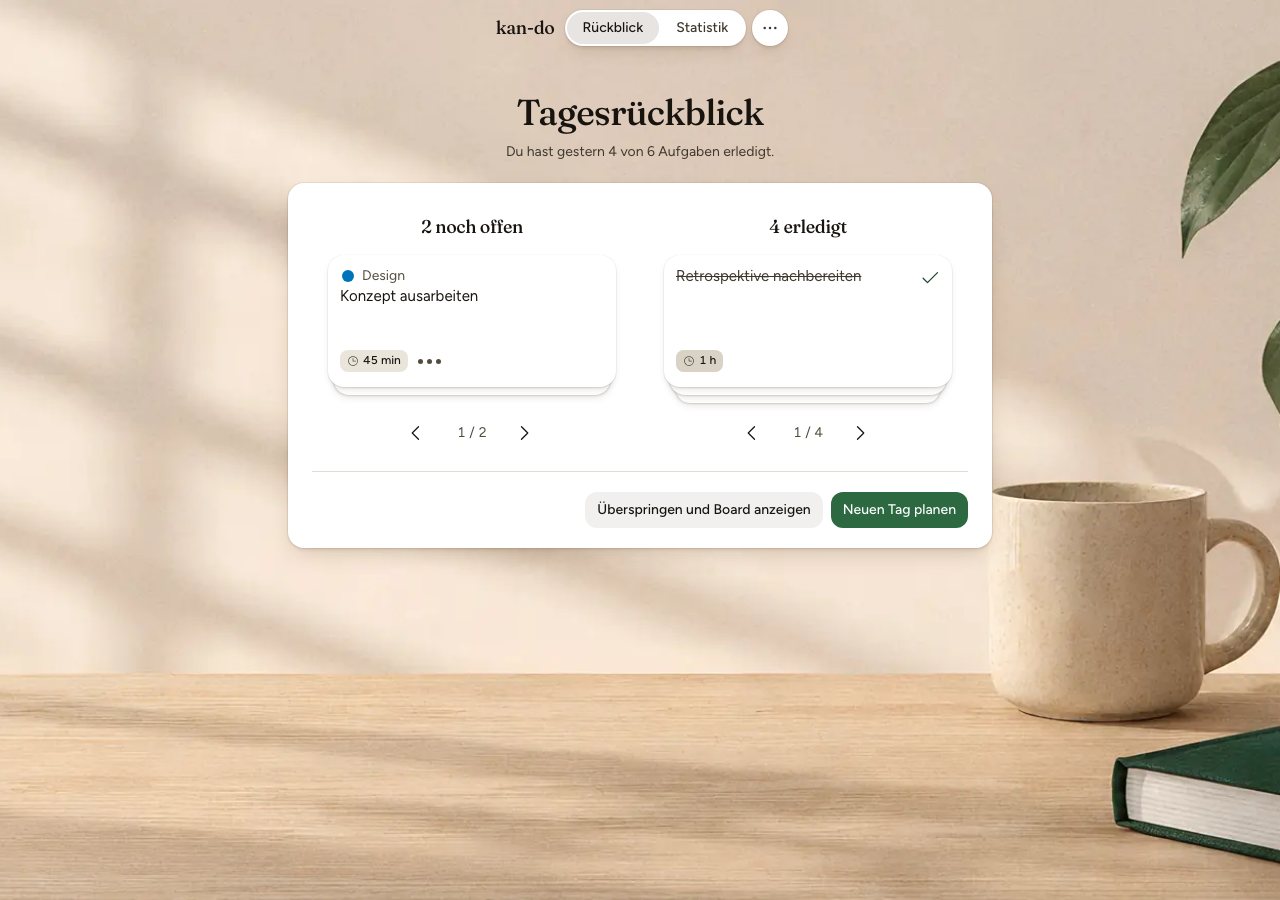 kan-do
Rückblick
Statistik
Tagesrückblick
Du hast gestern 4 von 6 Aufgaben erledigt.
2 noch offen
Design
Konzept ausarbeiten
45 min
1 / 2
4 erledigt
Retrospektive nachbereiten
1 h
1 / 4
Überspringen und Board anzeigen
Neuen Tag planen